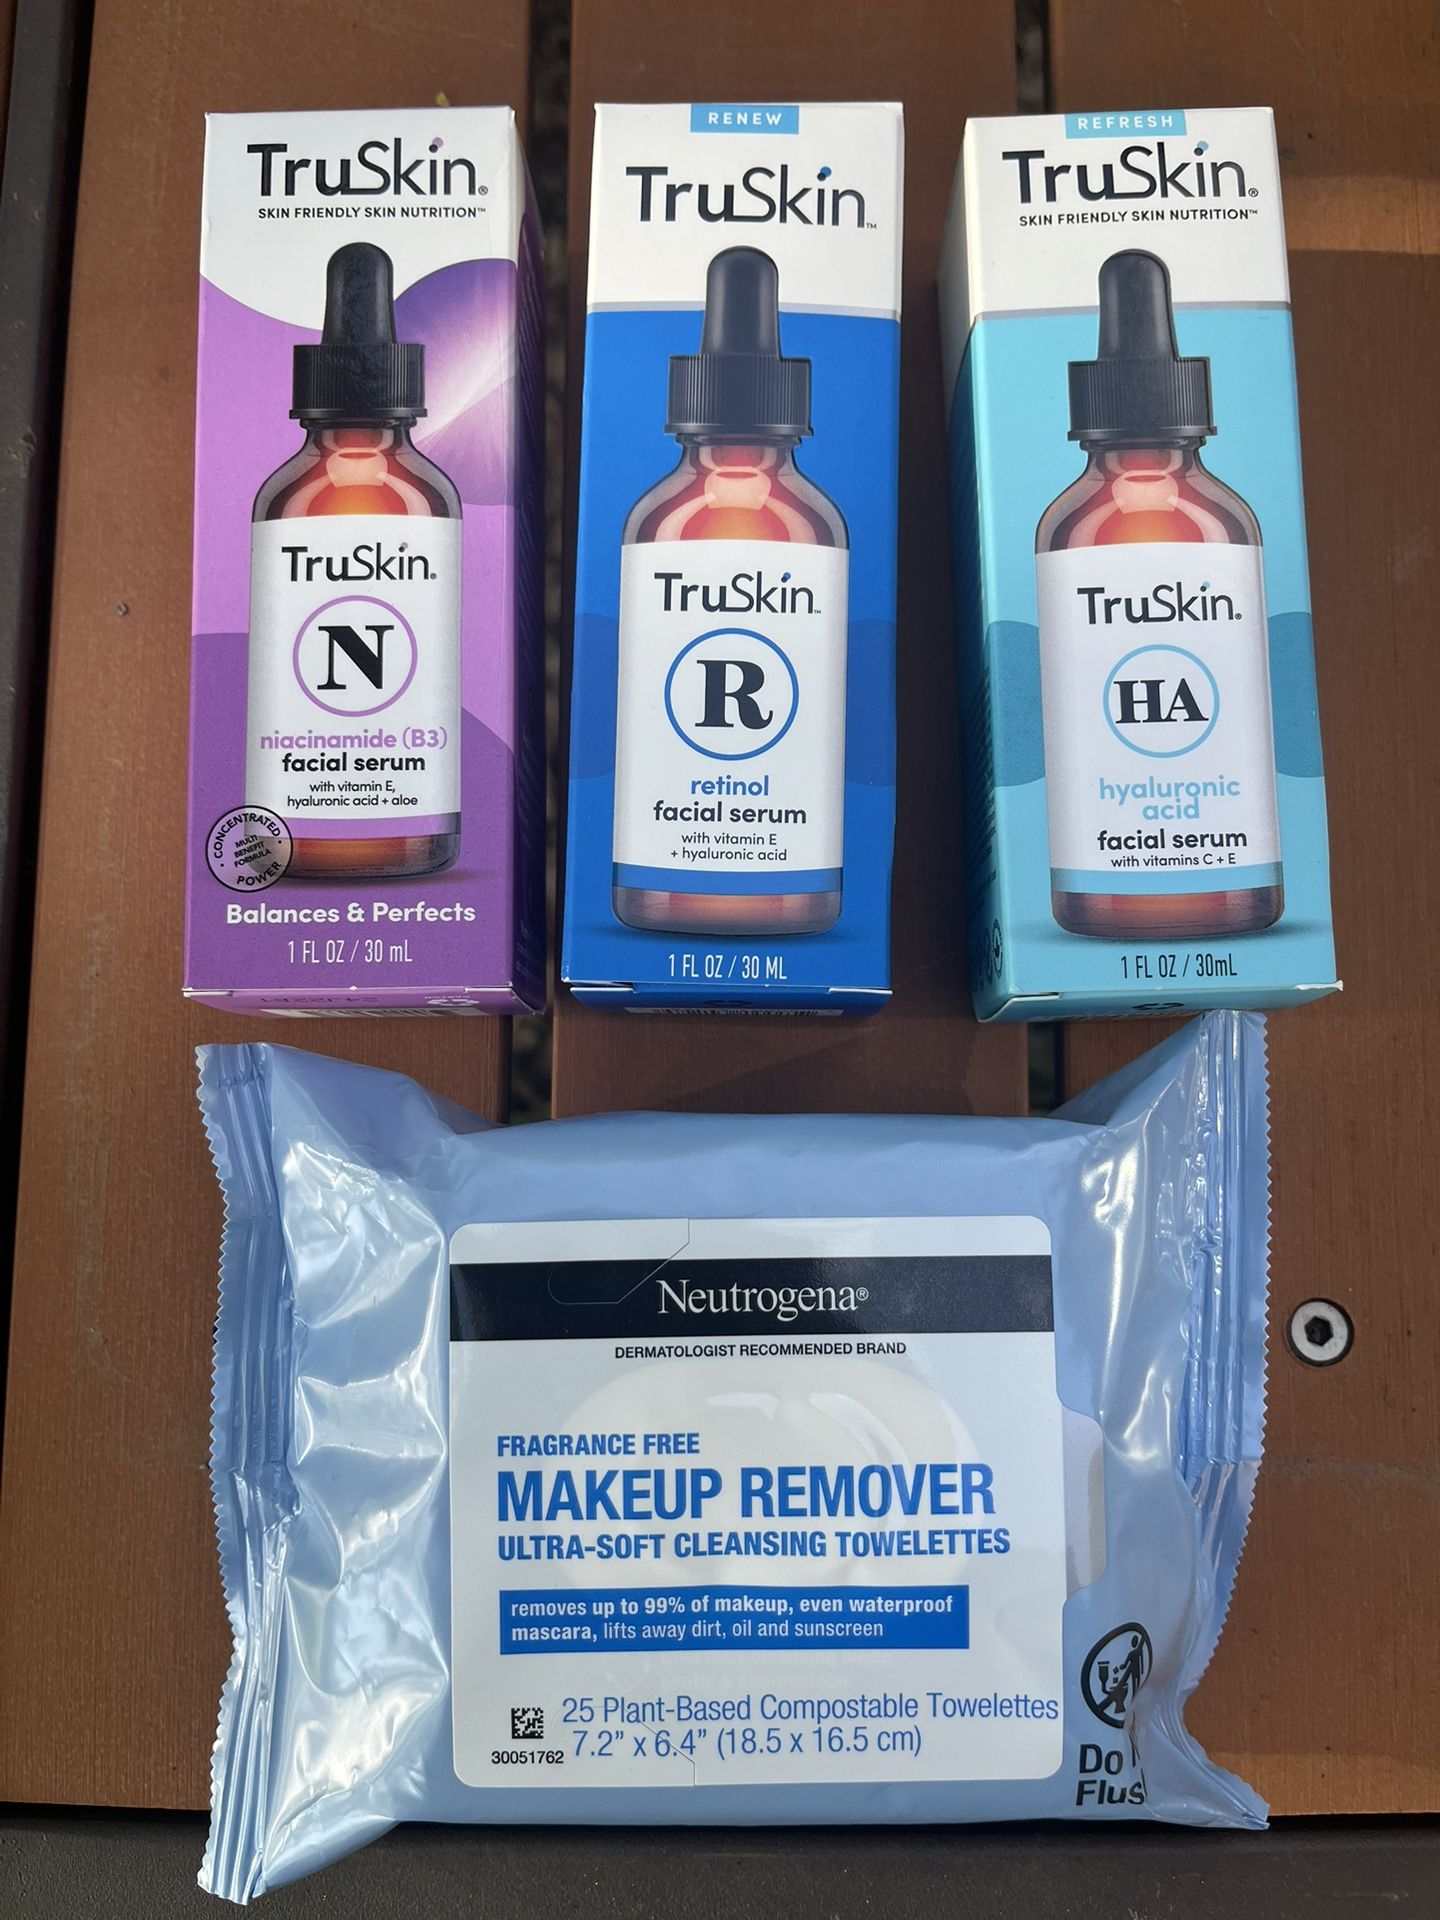 TruSkin®
SKIN FRIENDLY SKIN NUTRITION™
TruSkin®
N
niacinamide (B3)
facial serum
with vitamin E,
hyaluronic acid + aloe
CONCENTRATED
MULTI
BENEFIT
FORMULA
POWER
Balances & Perfects
1 FL OZ / 30 mL
RENEW
TruSkin™
TruSkin™
R
retinol
facial serum
with vitamin E
+ hyaluronic acid
1 FL OZ / 30 ML
REFRESH
TruSkin®
SKIN FRIENDLY SKIN NUTRITION™
TruSkin®
HA
hyaluronic
acid
facial serum
with vitamins C + E
1 FL OZ / 30mL
Neutrogena®
DERMATOLOGIST RECOMMENDED BRAND
FRAGRANCE FREE
MAKEUP REMOVER
ULTRA-SOFT CLEANSING TOWELETTES
removes up to 99% of makeup, even waterproof
mascara, lifts away dirt, oil and sunscreen
25 Plant-Based Compostable Towelettes
7.2” x 6.4” (18.5 x 16.5 cm)
30051762
Do